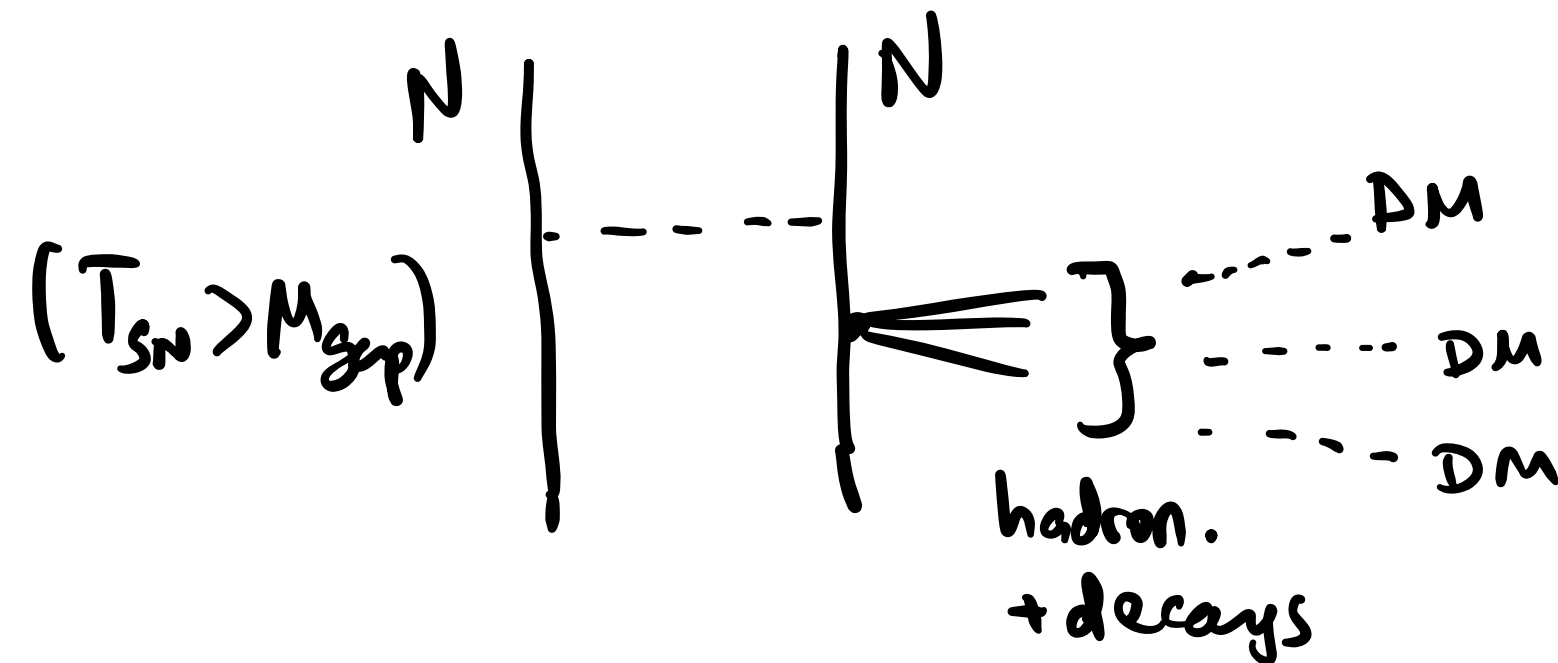 N
N
(T_SN > M_gap)
DM
DM
DM
hadron.
+ decays